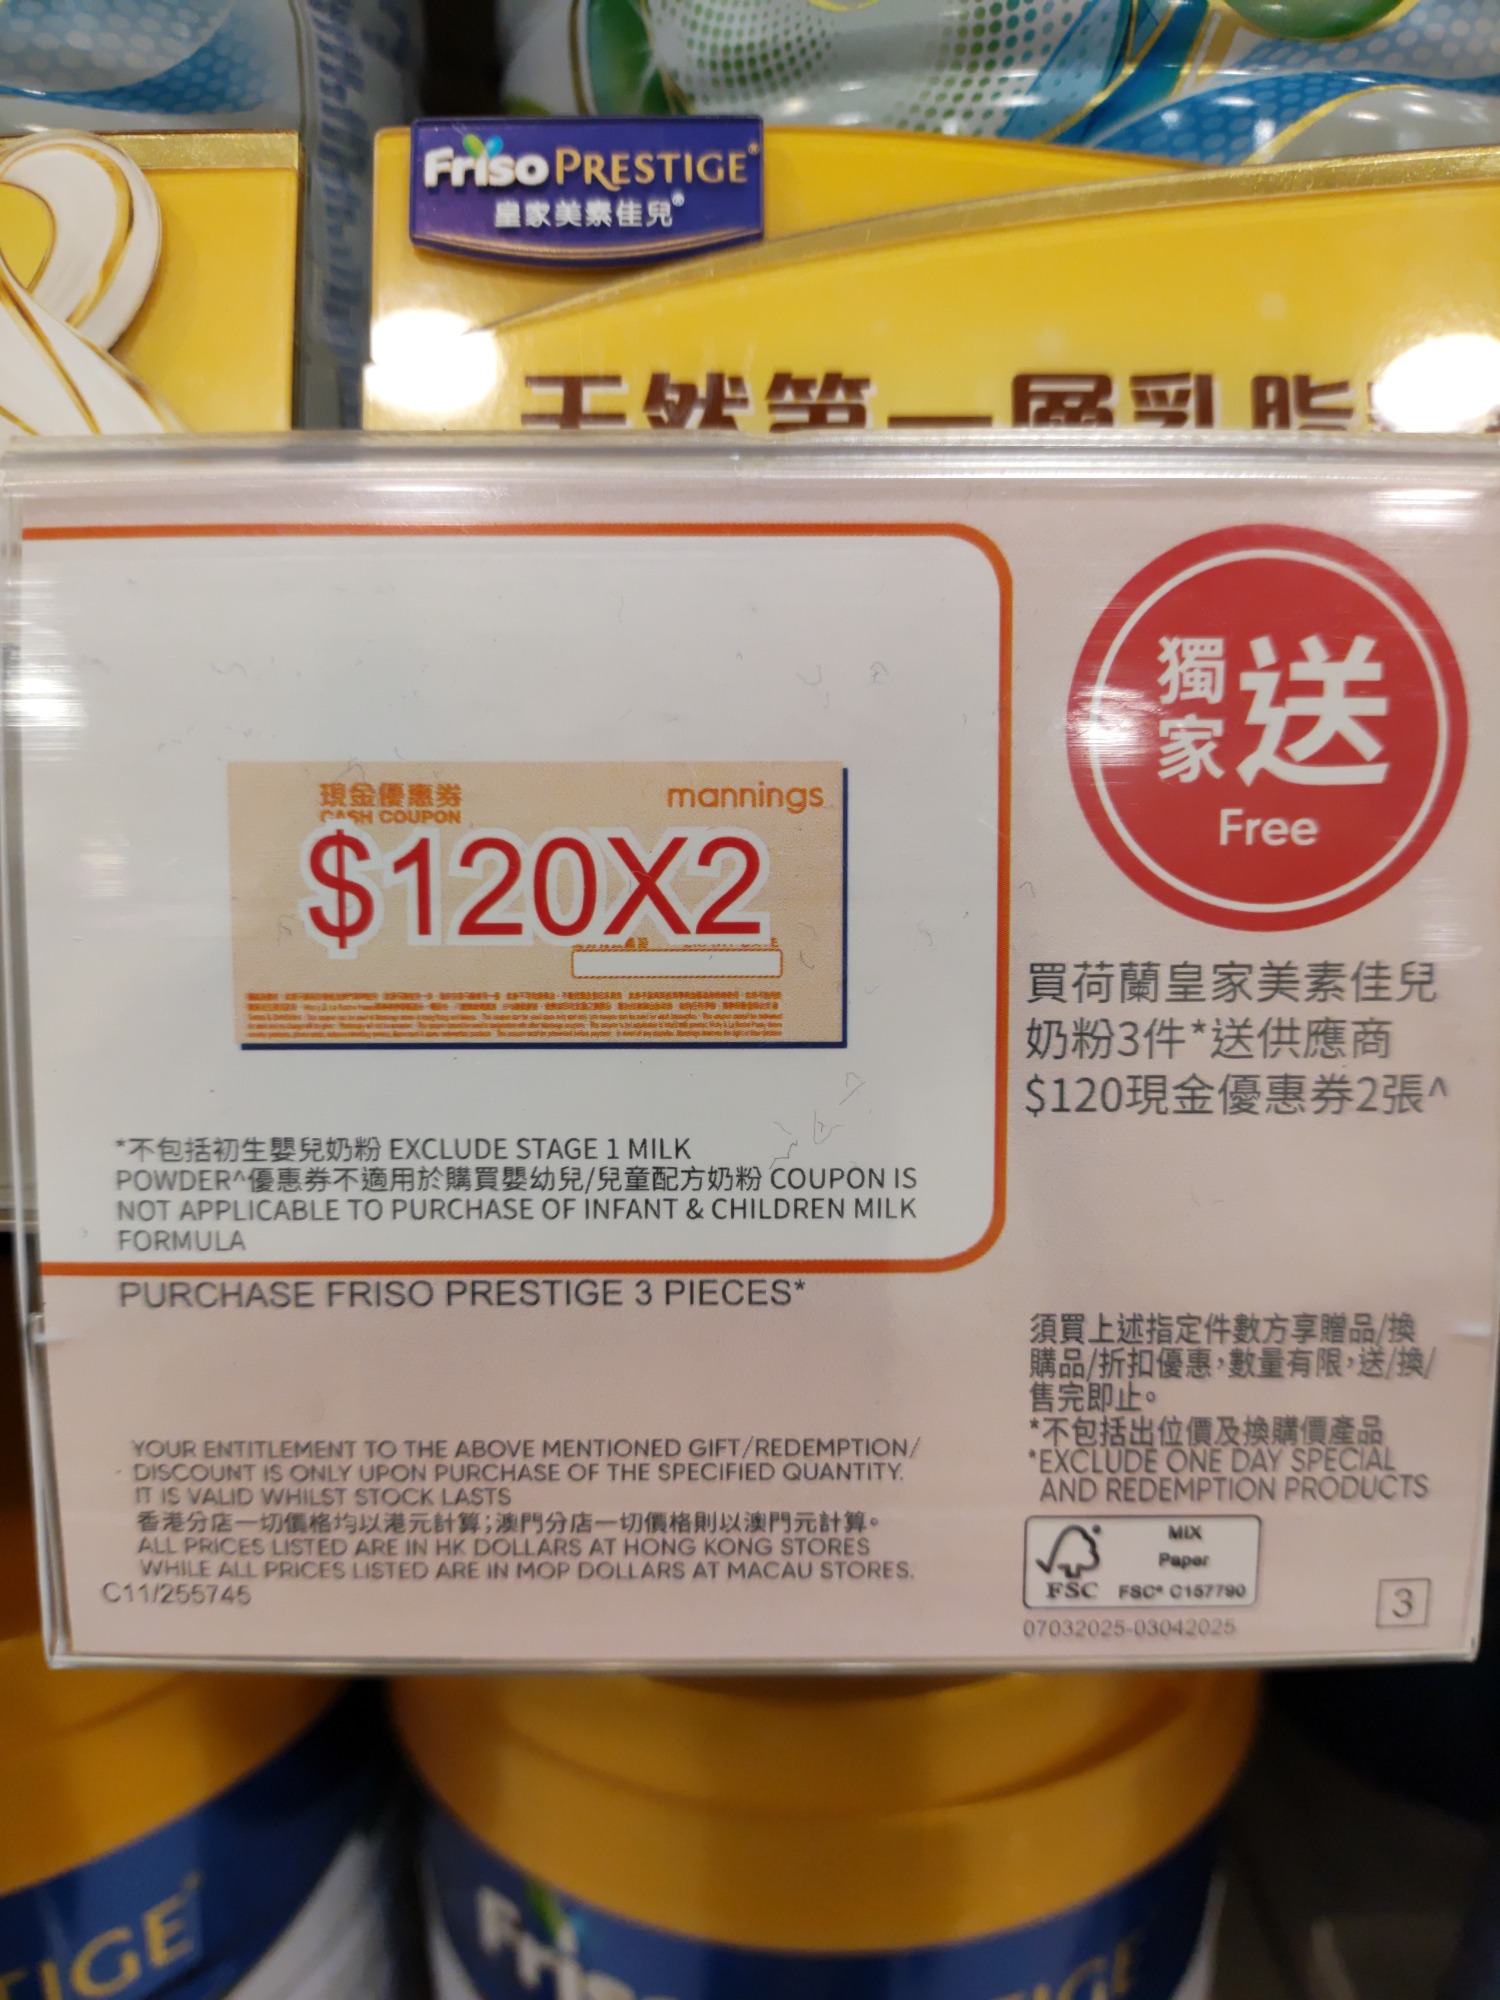 Friso PRESTIGE®
皇家美素佳兒®
天然第一層乳脂
獨家
送
Free
現金優惠券
mannings
CASH COUPON
$120X2
買荷蘭皇家美素佳兒
奶粉3件*送供應商
$120現金優惠券2張^
*不包括初生嬰兒奶粉 EXCLUDE STAGE 1 MILK
POWDER^優惠券不適用於購買嬰幼兒/兒童配方奶粉 COUPON IS
NOT APPLICABLE TO PURCHASE OF INFANT & CHILDREN MILK
FORMULA
PURCHASE FRISO PRESTIGE 3 PIECES*
須買上述指定件數方享贈品/換
購品/折扣優惠，數量有限，送/換/
售完即止。
*不包括出位價及換購價產品
*EXCLUDE ONE DAY SPECIAL
AND REDEMPTION PRODUCTS
YOUR ENTITLEMENT TO THE ABOVE MENTIONED GIFT/REDEMPTION/
DISCOUNT IS ONLY UPON PURCHASE OF THE SPECIFIED QUANTITY.
IT IS VALID WHILST STOCK LASTS
香港分店一切價格均以港元計算；澳門分店一切價格則以澳門元計算。
ALL PRICES LISTED ARE IN HK DOLLARS AT HONG KONG STORES
WHILE ALL PRICES LISTED ARE IN MOP DOLLARS AT MACAU STORES.
C11/255745
MIX
Paper
FSC FSC® C157790
07032025-03042025
3
TIGE
Friso
IGE